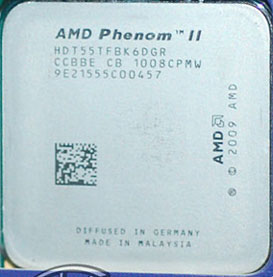 AMD Phenom™ II
HDT55TFBK6DGR
CCBBE CB 1008CPMW
9E21555C00457
AMD
© 2009 AMD
DIFFUSED IN GERMANY
MADE IN MALAYSIA